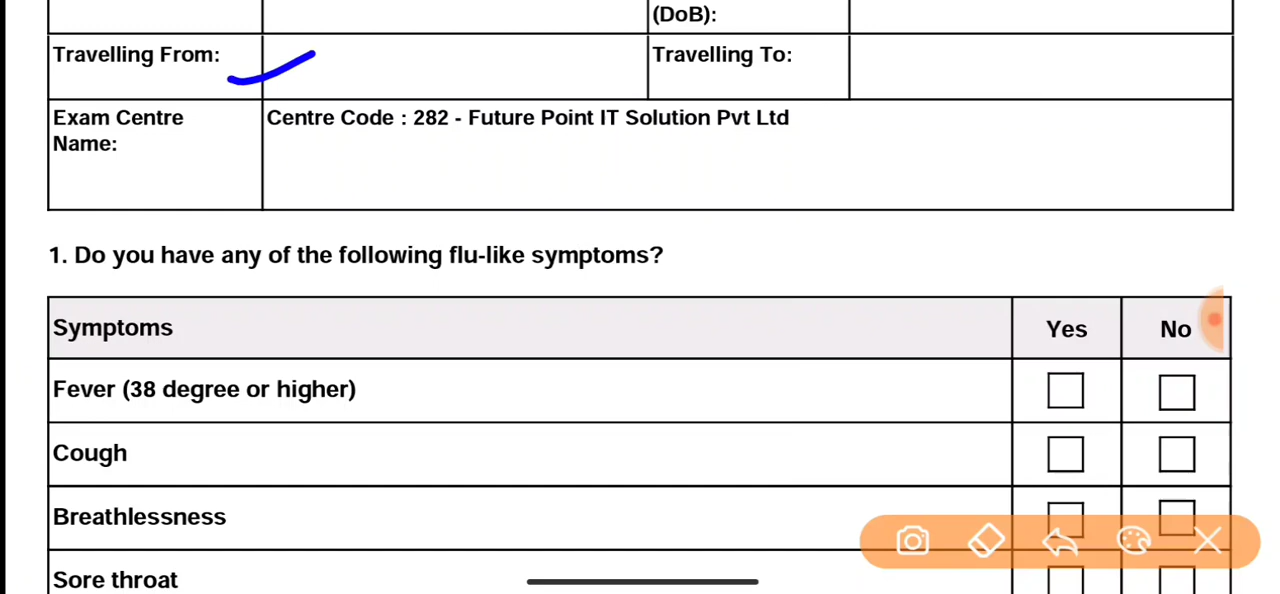 (DoB):
Travelling From:
Travelling To:
Exam Centre
Name:
Centre Code : 282 - Future Point IT Solution Pvt Ltd
1. Do you have any of the following flu-like symptoms?
Symptoms Yes No
Fever (38 degree or higher)
Cough
Breathlessness
Sore throat